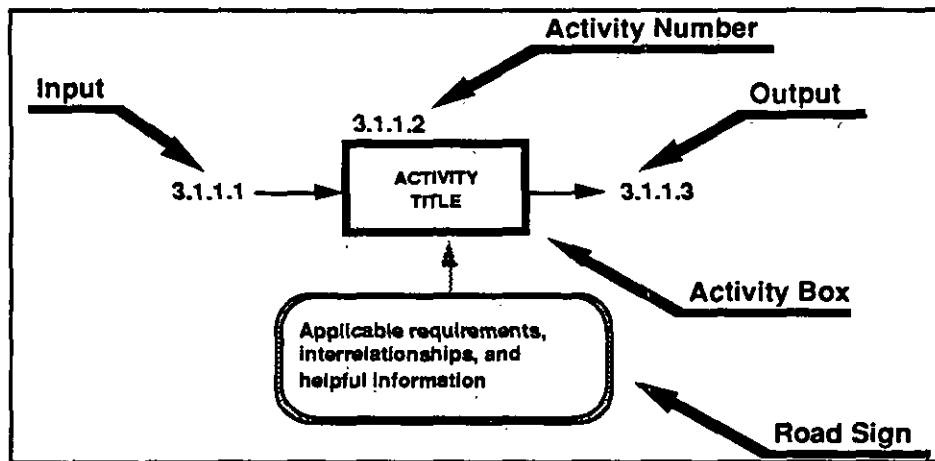 Activity Number
Input
Output
3.1.1.2
3.1.1.1
ACTIVITY
TITLE
3.1.1.3
Activity Box
Applicable requirements,
interrelationships, and
helpful information
Road Sign